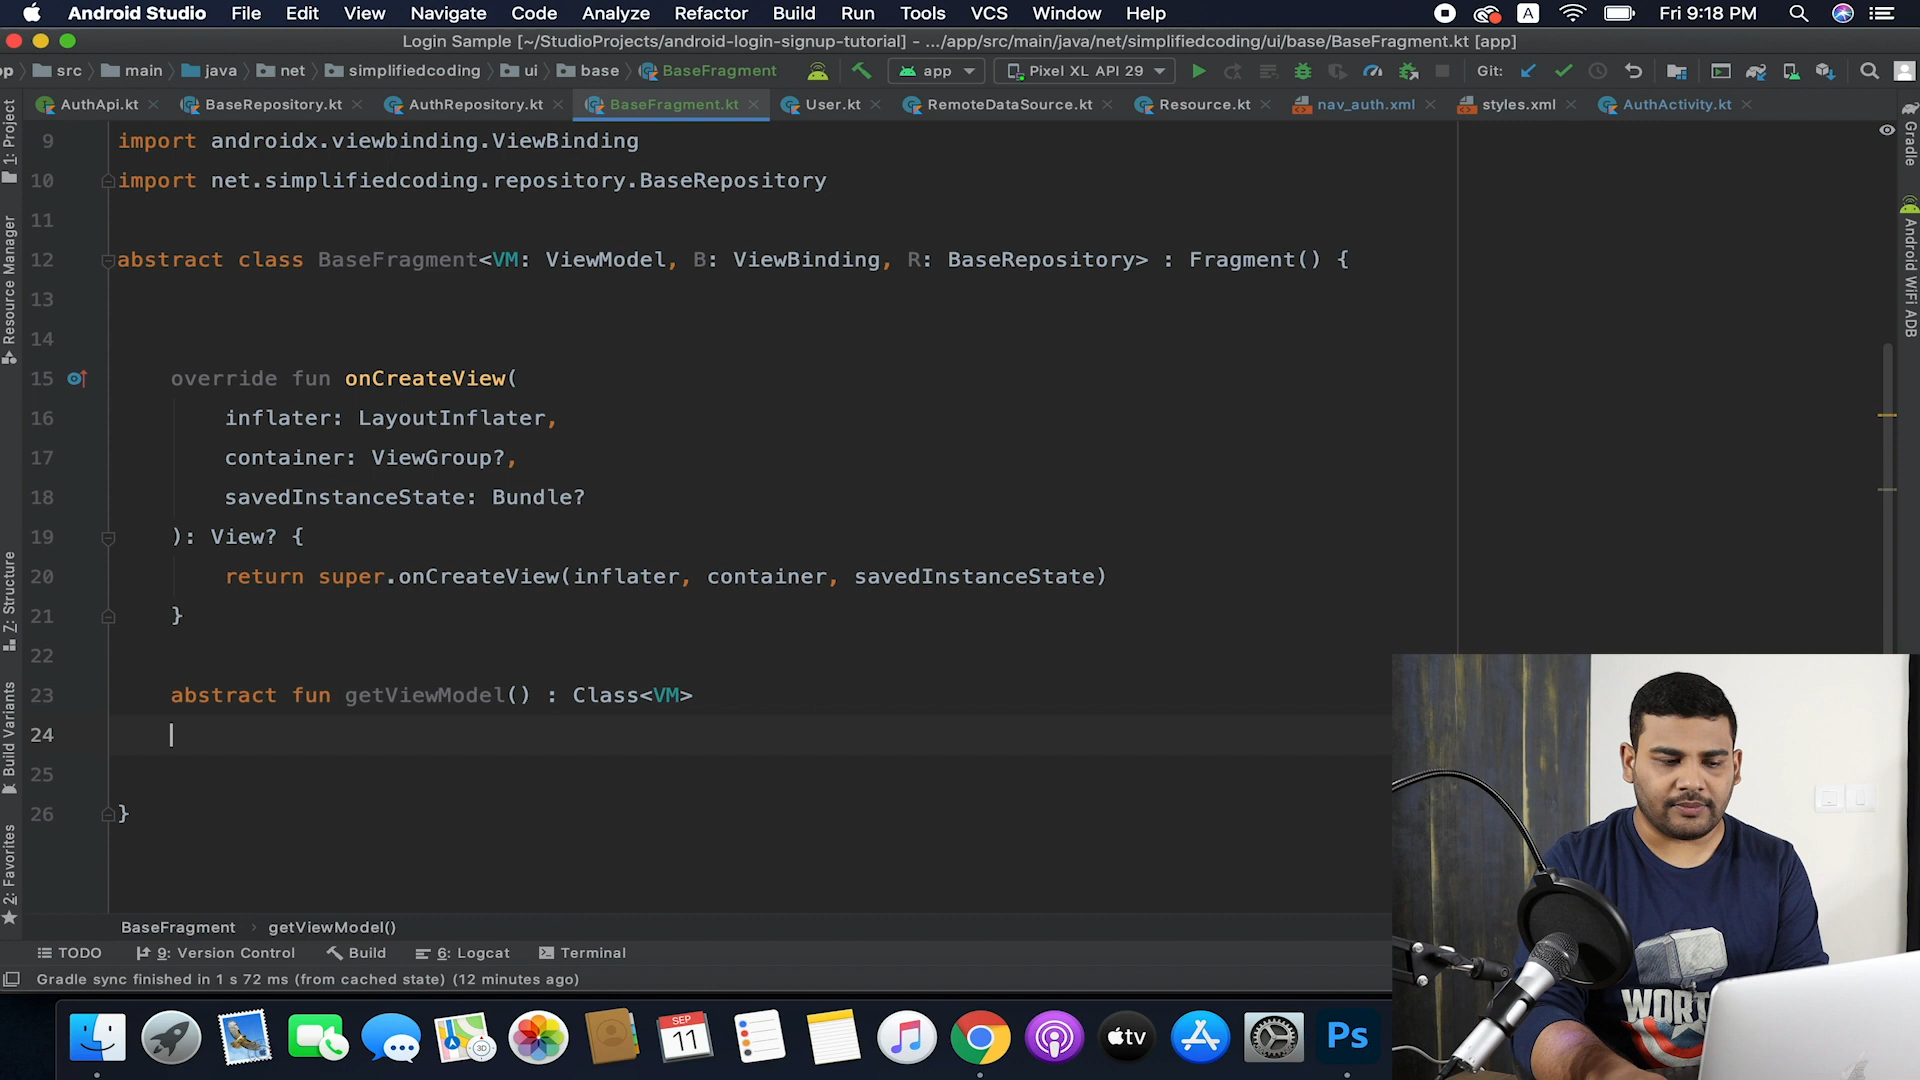 Android Studio File Edit View Navigate Code Analyze Refactor Build Run Tools VCS Window Help A Fri 9:18 PM
Login Sample [~/StudioProjects/android-login-signup-tutorial] - .../app/src/main/java/net/simplifiedcoding/ui/base/BaseFragment.kt [app]
src main java net simplifiedcoding ui base BaseFragment app Pixel XL API 29 Git:
AuthApi.kt BaseRepository.kt AuthRepository.kt BaseFragment.kt User.kt RemoteDataSource.kt Resource.kt nav_auth.xml styles.xml AuthActivity.kt
9 import androidx.viewbinding.ViewBinding
10 import net.simplifiedcoding.repository.BaseRepository
11
12 abstract class BaseFragment<VM: ViewModel, B: ViewBinding, R: BaseRepository> : Fragment() {
13
14
15 override fun onCreateView(
16 inflater: LayoutInflater,
17 container: ViewGroup?,
18 savedInstanceState: Bundle?
19 ): View? {
20 return super.onCreateView(inflater, container, savedInstanceState)
21 }
22
23 abstract fun getViewModel() : Class<VM>
24
25
26 }
1: Project
Resource Manager
Z: Structure
Build Variants
2: Favorites
Gradle
Android WiFi ADB
BaseFragment getViewModel()
TODO 9: Version Control Build 6: Logcat Terminal
Gradle sync finished in 1 s 72 ms (from cached state) (12 minutes ago)
3D
SEP
11
tv
Ps
WORT